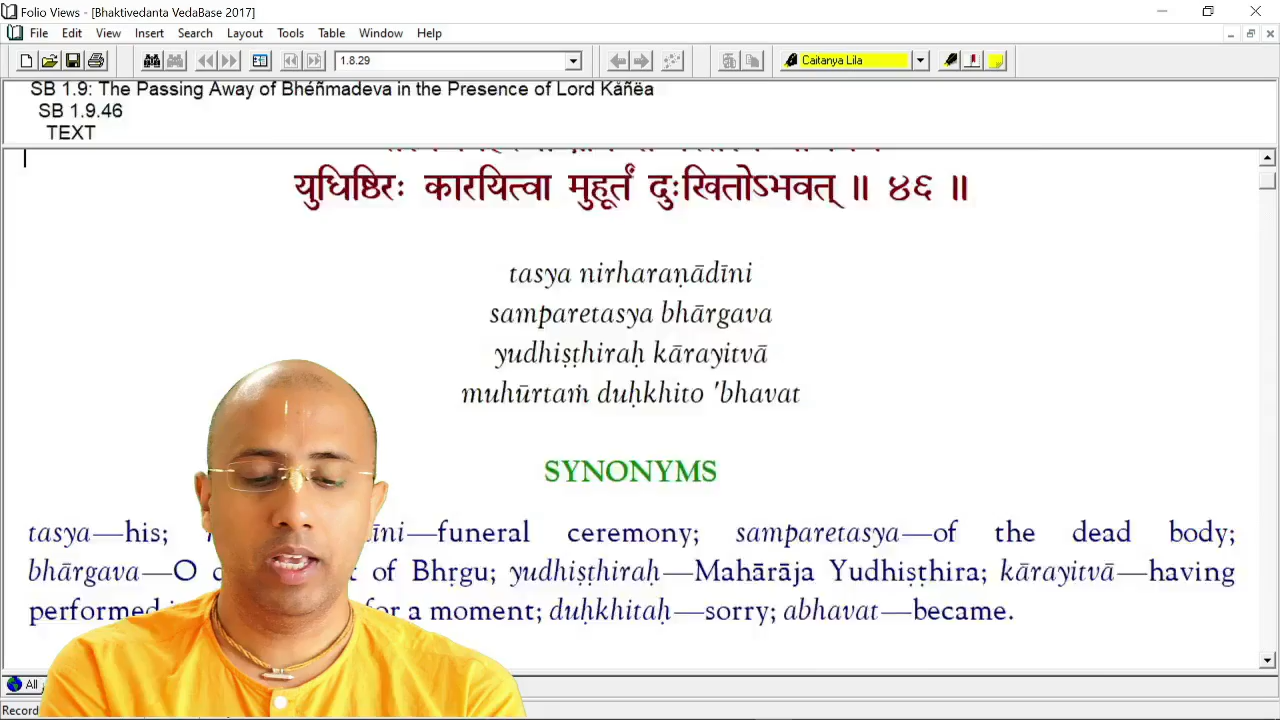 Folio Views - [Bhaktivedanta VedaBase 2017]
File Edit View Insert Search Layout Tools Table Window Help
1.8.29 Caitanya Lila
SB 1.9: The Passing Away of Bhéñmadeva in the Presence of Lord Kåñëa
SB 1.9.46
TEXT
युधिष्ठिरः कारयित्वा मुहूर्तं दुःखितोऽभवत् ॥ ४६ ॥
tasya nirharaṇādīni
samparetasya bhārgava
yudhiṣṭhiraḥ kārayitvā
muhūrtaṁ duḥkhito 'bhavat
SYNONYMS
tasya—his; īni—funeral ceremony; samparetasya—of the dead body;
bhārgava—O of Bhṛgu; yudhiṣṭhiraḥ—Mahārāja Yudhiṣṭhira; kārayitvā—having
performed for a moment; duḥkhitaḥ—sorry; abhavat—became.
All
Record